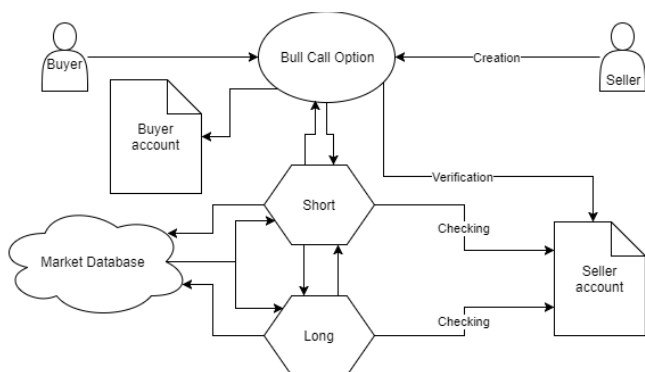 Buyer
Bull Call Option
Creation
Seller
Buyer
account
Verification
Short
Checking
Market Database
Seller
account
Long
Checking